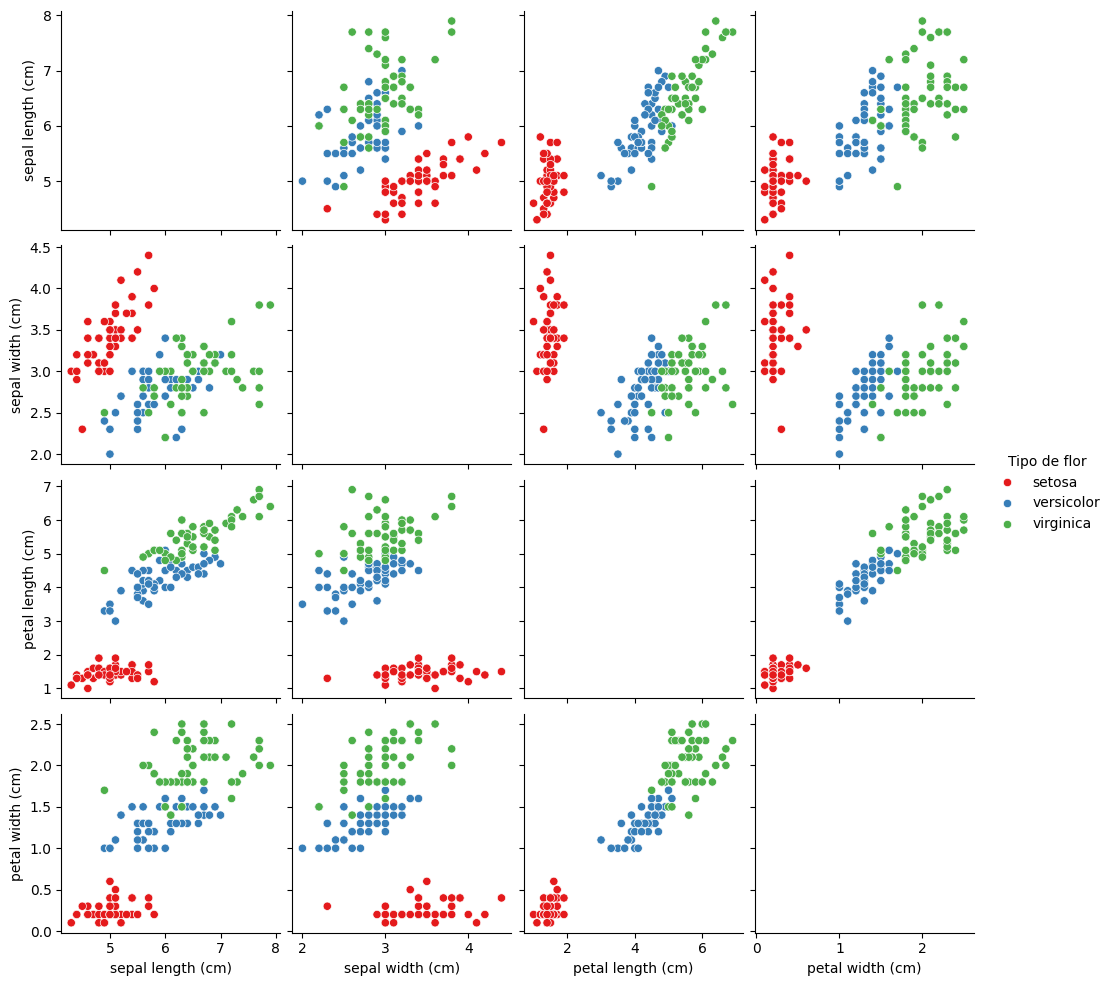 8
7
6
5
sepal length (cm)
4.5
4.0
3.5
3.0
2.5
2.0
sepal width (cm)
Tipo de flor
setosa
versicolor
virginica
7
6
5
4
3
2
1
petal length (cm)
2.5
2.0
1.5
1.0
0.5
0.0
petal width (cm)
5 6 7 8
2 3 4
2 4 6
0 1 2
sepal length (cm)
sepal width (cm)
petal length (cm)
petal width (cm)